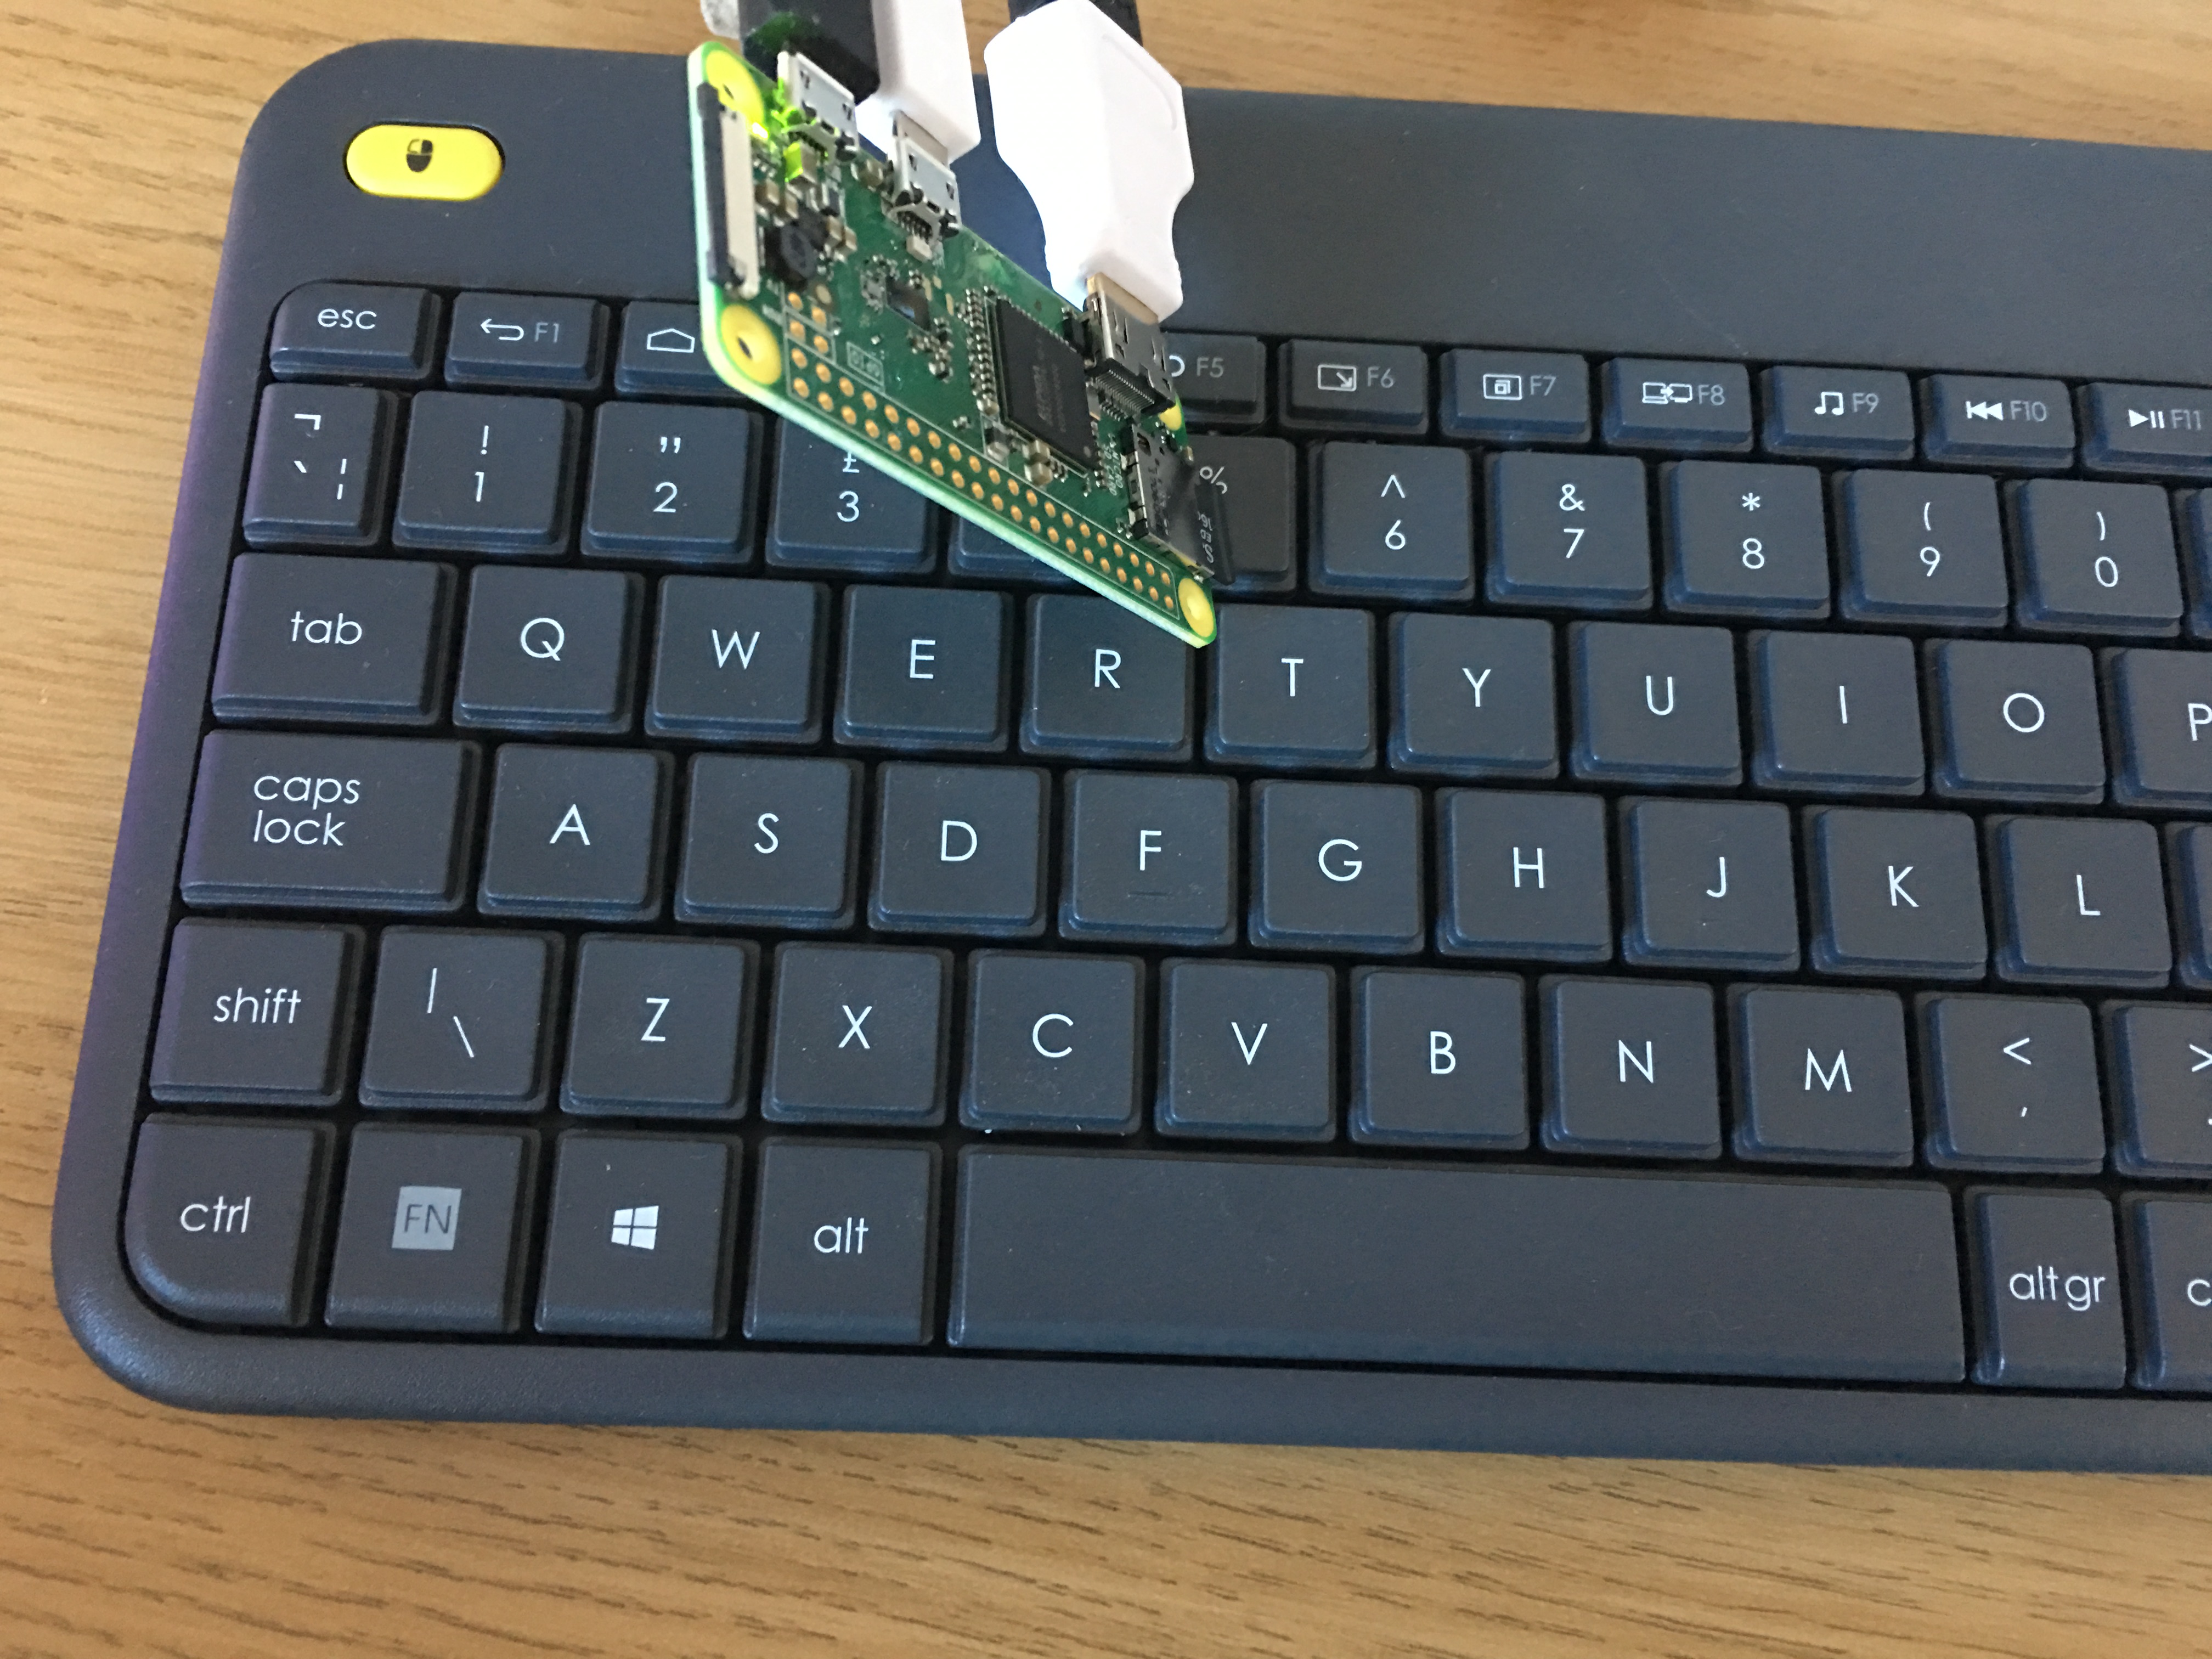 esc F1 F5 F6 F7 F8 F9 F10 F11
¬ ` ¦ ! 1 " 2 £ 3 % ^ 6 & 7 * 8 ( 9 ) 0
GPIO
tab Q W E R T Y U I O P
caps
lock
A S D F G H J K L
shift | \ Z X C V B N M < , >
ctrl FN alt alt gr